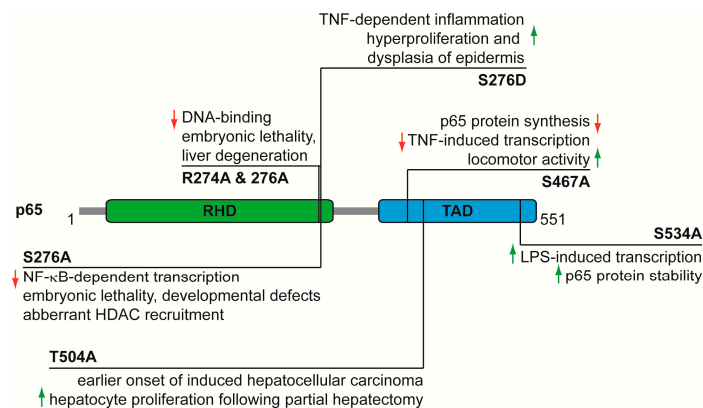 TNF-dependent inflammation
hyperproliferation and
dysplasia of epidermis
S276D
DNA-binding
embryonic lethality,
liver degeneration
R274A & 276A
p65 protein synthesis
TNF-induced transcription
locomotor activity
S467A
p65
1
RHD
TAD
551
S534A
LPS-induced transcription
p65 protein stability
S276A
NF-κB-dependent transcription
embryonic lethality, developmental defects
abberrant HDAC recruitment
T504A
earlier onset of induced hepatocellular carcinoma
hepatocyte proliferation following partial hepatectomy